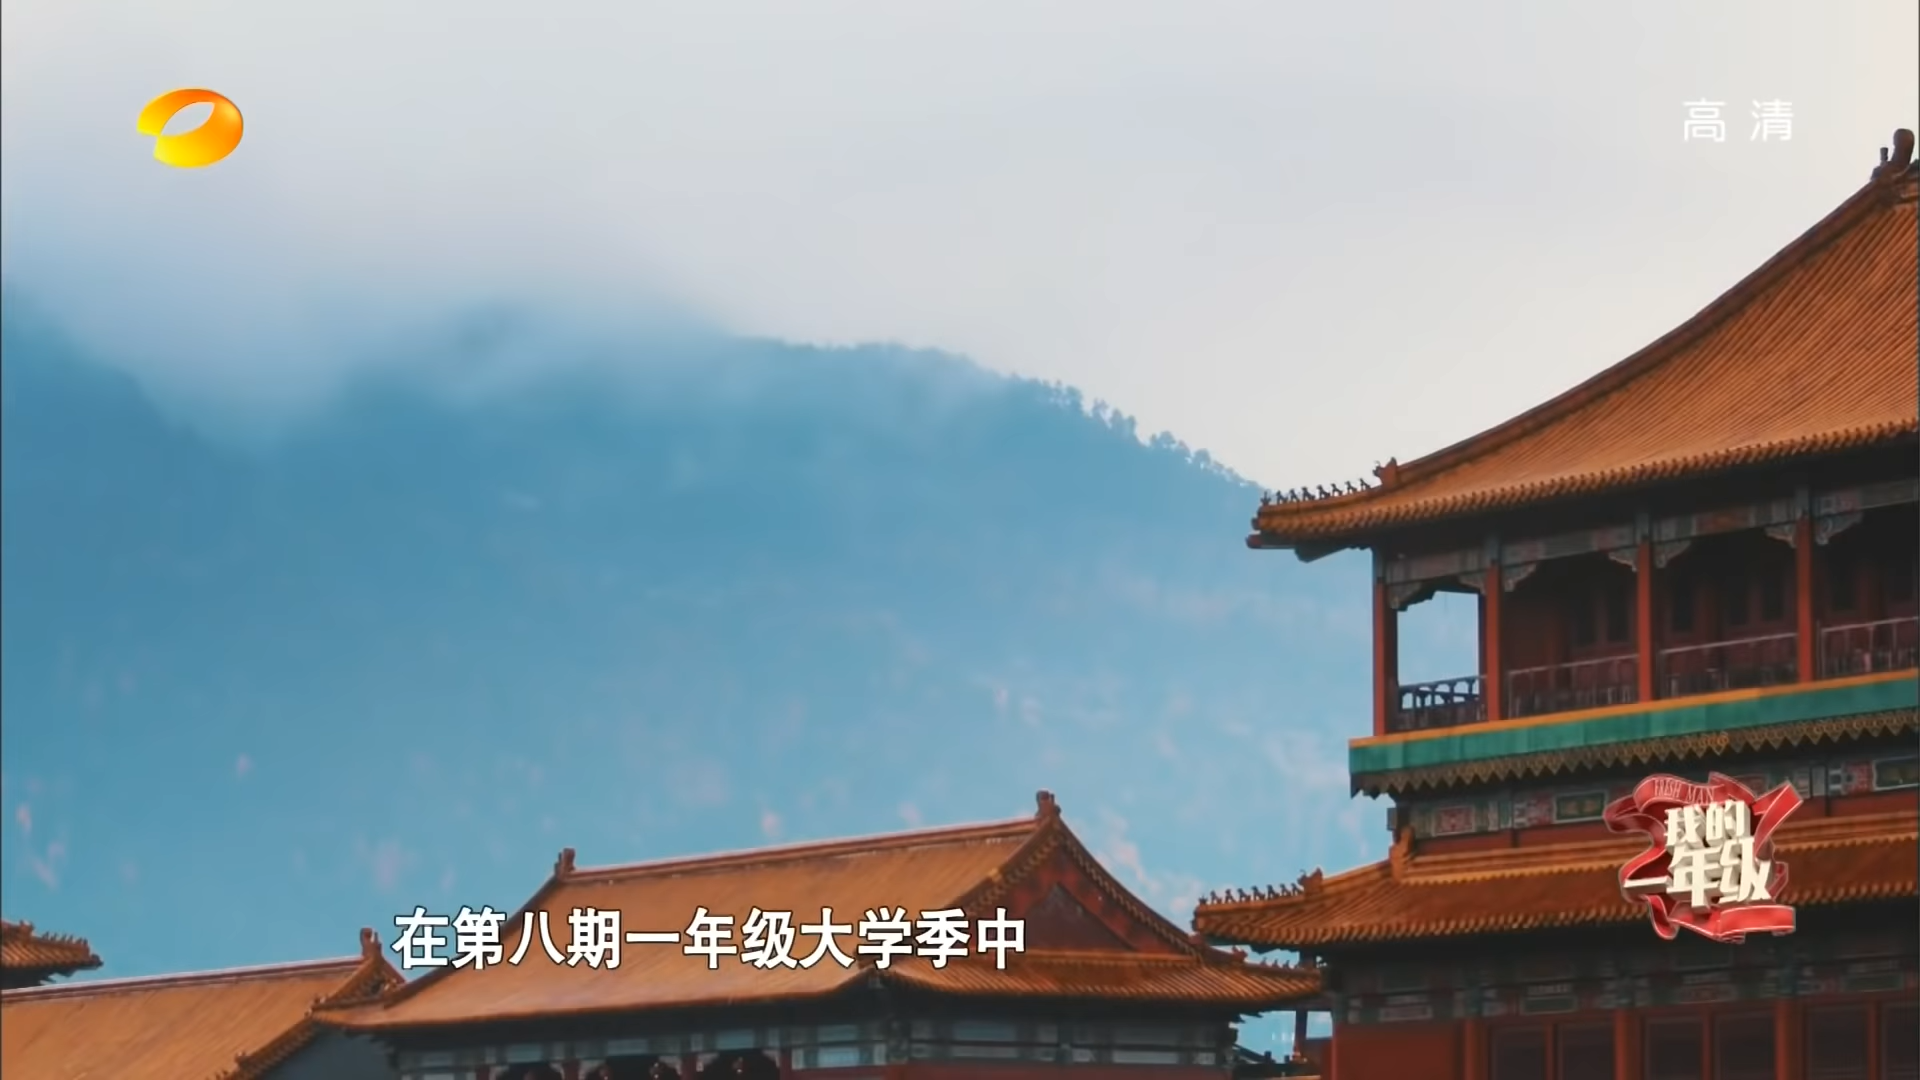 高清
我的
一年级
在第八期一年级大学季中